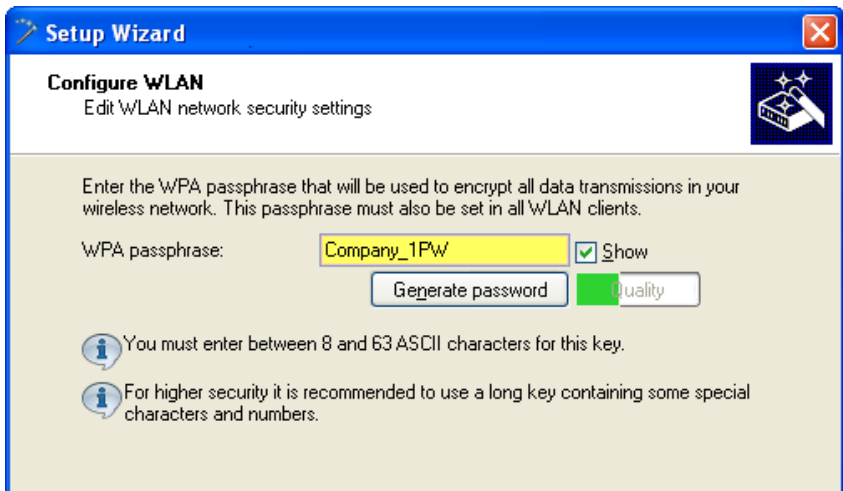 Setup Wizard
Configure WLAN
Edit WLAN network security settings
Enter the WPA passphrase that will be used to encrypt all data transmissions in your
wireless network. This passphrase must also be set in all WLAN clients.
WPA passphrase: Company_1PW Show
Generate password Quality
You must enter between 8 and 63 ASCII characters for this key.
For higher security it is recommended to use a long key containing some special
characters and numbers.